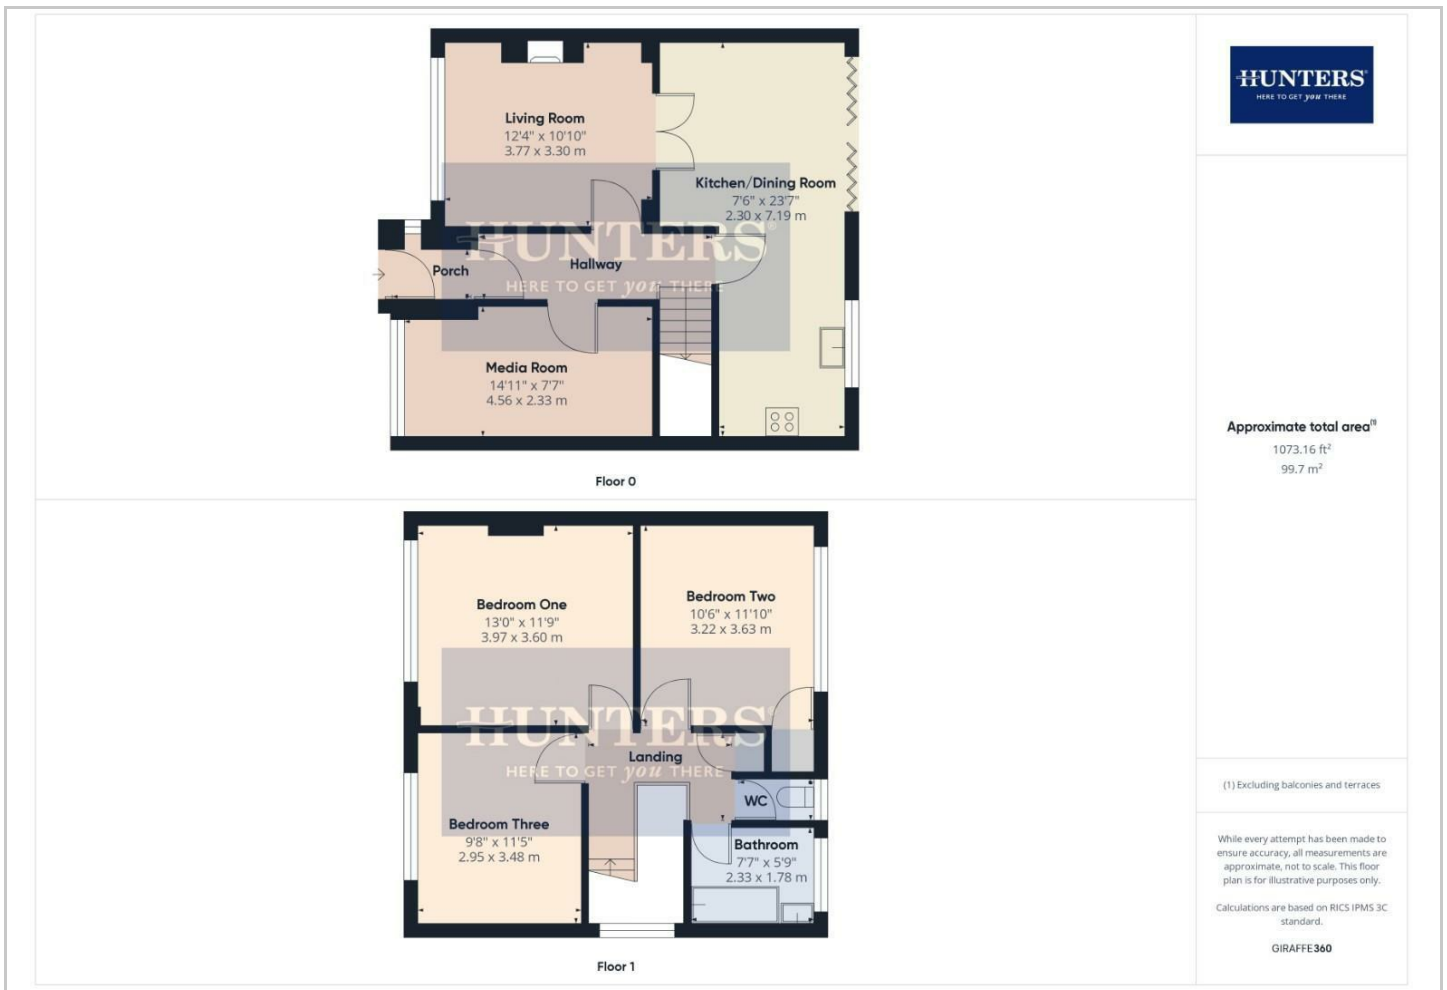 Living Room
12'4" x 10'10"
3.77 x 3.30 m
Kitchen/Dining Room
7'6" x 23'7"
2.30 x 7.19 m
HUNTERS®
HERE TO GET you THERE
Porch
Hallway
Media Room
14'11" x 7'7"
4.56 x 2.33 m
Floor 0
Bedroom One
13'0" x 11'9"
3.97 x 3.60 m
Bedroom Two
10'6" x 11'10"
3.22 x 3.63 m
HUNTERS®
HERE TO GET you THERE
Landing
WC
Bedroom Three
9'8" x 11'5"
2.95 x 3.48 m
Bathroom
7'7" x 5'9"
2.33 x 1.78 m
Floor 1
HUNTERS®
HERE TO GET you THERE
Approximate total area(1)
1073.16 ft²
99.7 m²
(1) Excluding balconies and terraces
While every attempt has been made to
ensure accuracy, all measurements are
approximate, not to scale. This floor
plan is for illustrative purposes only.
Calculations are based on RICS IPMS 3C
standard.
GIRAFFE360